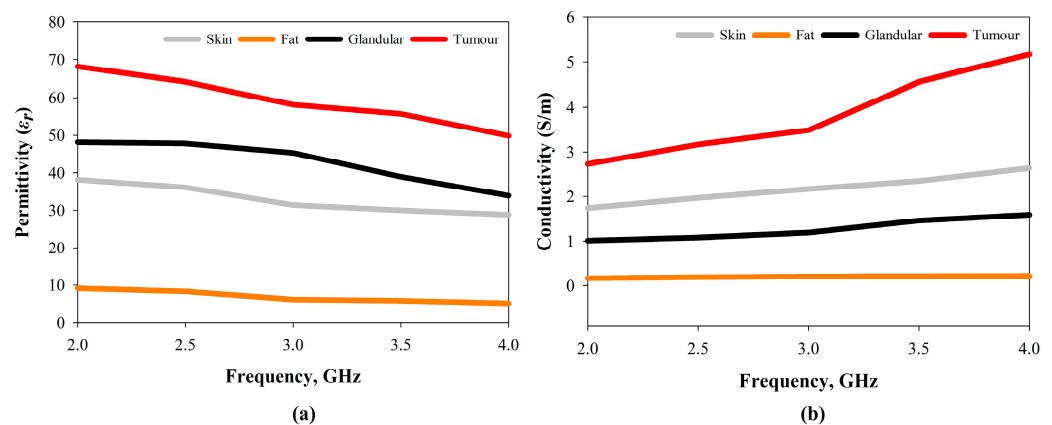 Permittivity (εr)
80
70
60
50
40
30
20
10
0
Skin Fat Glandular Tumour
2.0 2.5 3.0 3.5 4.0
Frequency, GHz
(a)
Conductivity (S/m)
6
5
4
3
2
1
0
Skin Fat Glandular Tumour
2.0 2.5 3.0 3.5 4.0
Frequency, GHz
(b)